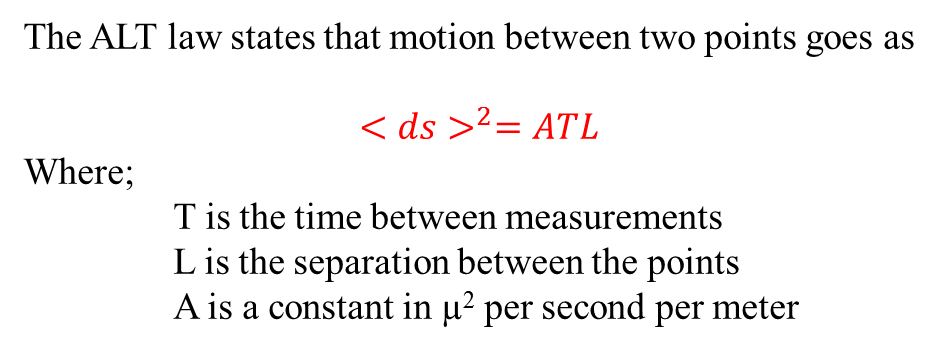 The ALT law states that motion between two points goes as
< ds >²= ATL
Where;
T is the time between measurements
L is the separation between the points
A is a constant in μ² per second per meter